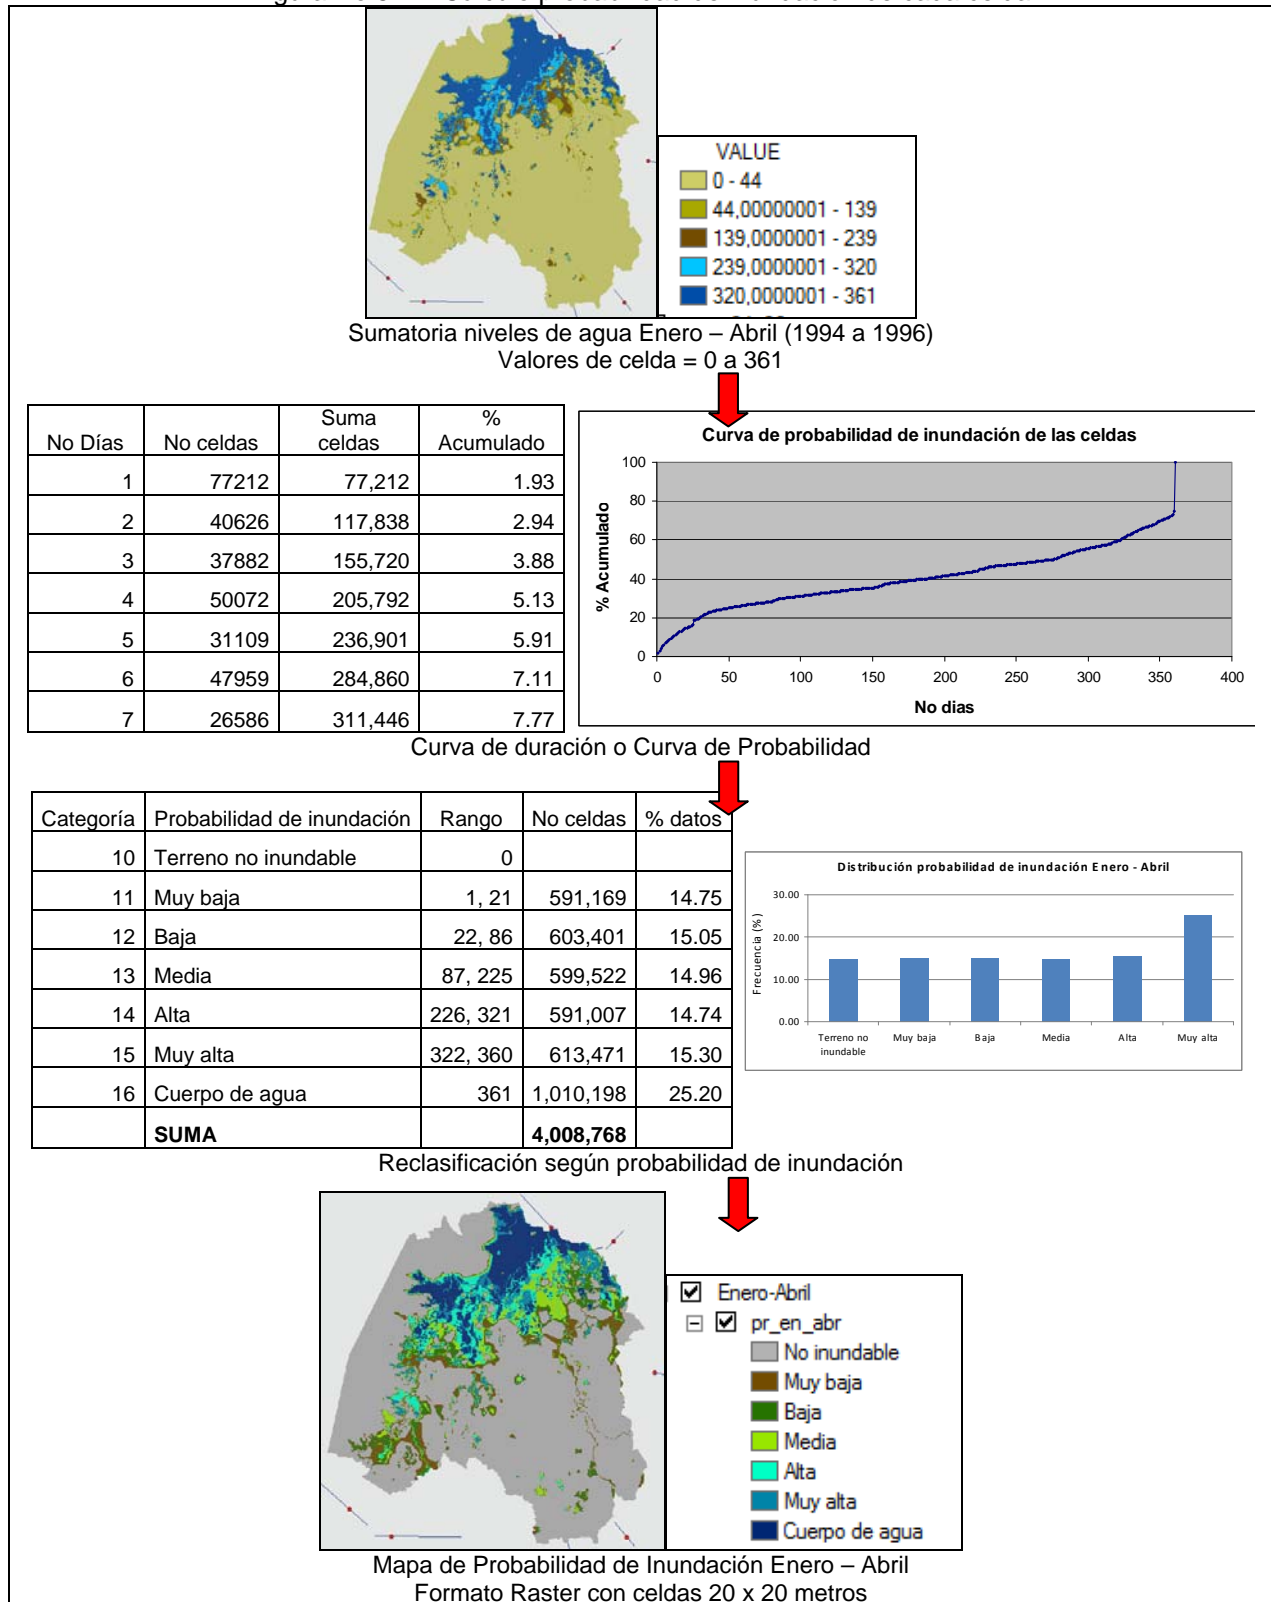 VALUE
0 - 44
44,00000001 - 139
139,0000001 - 239
239,0000001 - 320
320,0000001 - 361
Sumatoria niveles de agua Enero – Abril (1994 a 1996)
Valores de celda = 0 a 361
No Días No celdas Suma celdas % Acumulado
1 77212 77,212 1.93
2 40626 117,838 2.94
3 37882 155,720 3.88
4 50072 205,792 5.13
5 31109 236,901 5.91
6 47959 284,860 7.11
7 26586 311,446 7.77
Curva de probabilidad de inundación de las celdas
% Acumulado
100
80
60
40
20
0
0 50 100 150 200 250 300 350 400
No dias
Curva de duración o Curva de Probabilidad
Categoría Probabilidad de inundación Rango No celdas % datos
10 Terreno no inundable 0
11 Muy baja 1, 21 591,169 14.75
12 Baja 22, 86 603,401 15.05
13 Media 87, 225 599,522 14.96
14 Alta 226, 321 591,007 14.74
15 Muy alta 322, 360 613,471 15.30
16 Cuerpo de agua 361 1,010,198 25.20
SUMA 4,008,768
Distribución probabilidad de inundación Enero - Abril
Frecuencia (%)
30.00
20.00
10.00
0.00
Terreno no inundable Muy baja Baja Media Alta Muy alta
Reclasificación según probabilidad de inundación
Enero-Abril
pr_en_abr
No inundable
Muy baja
Baja
Media
Alta
Muy alta
Cuerpo de agua
Mapa de Probabilidad de Inundación Enero – Abril
Formato Raster con celdas 20 x 20 metros